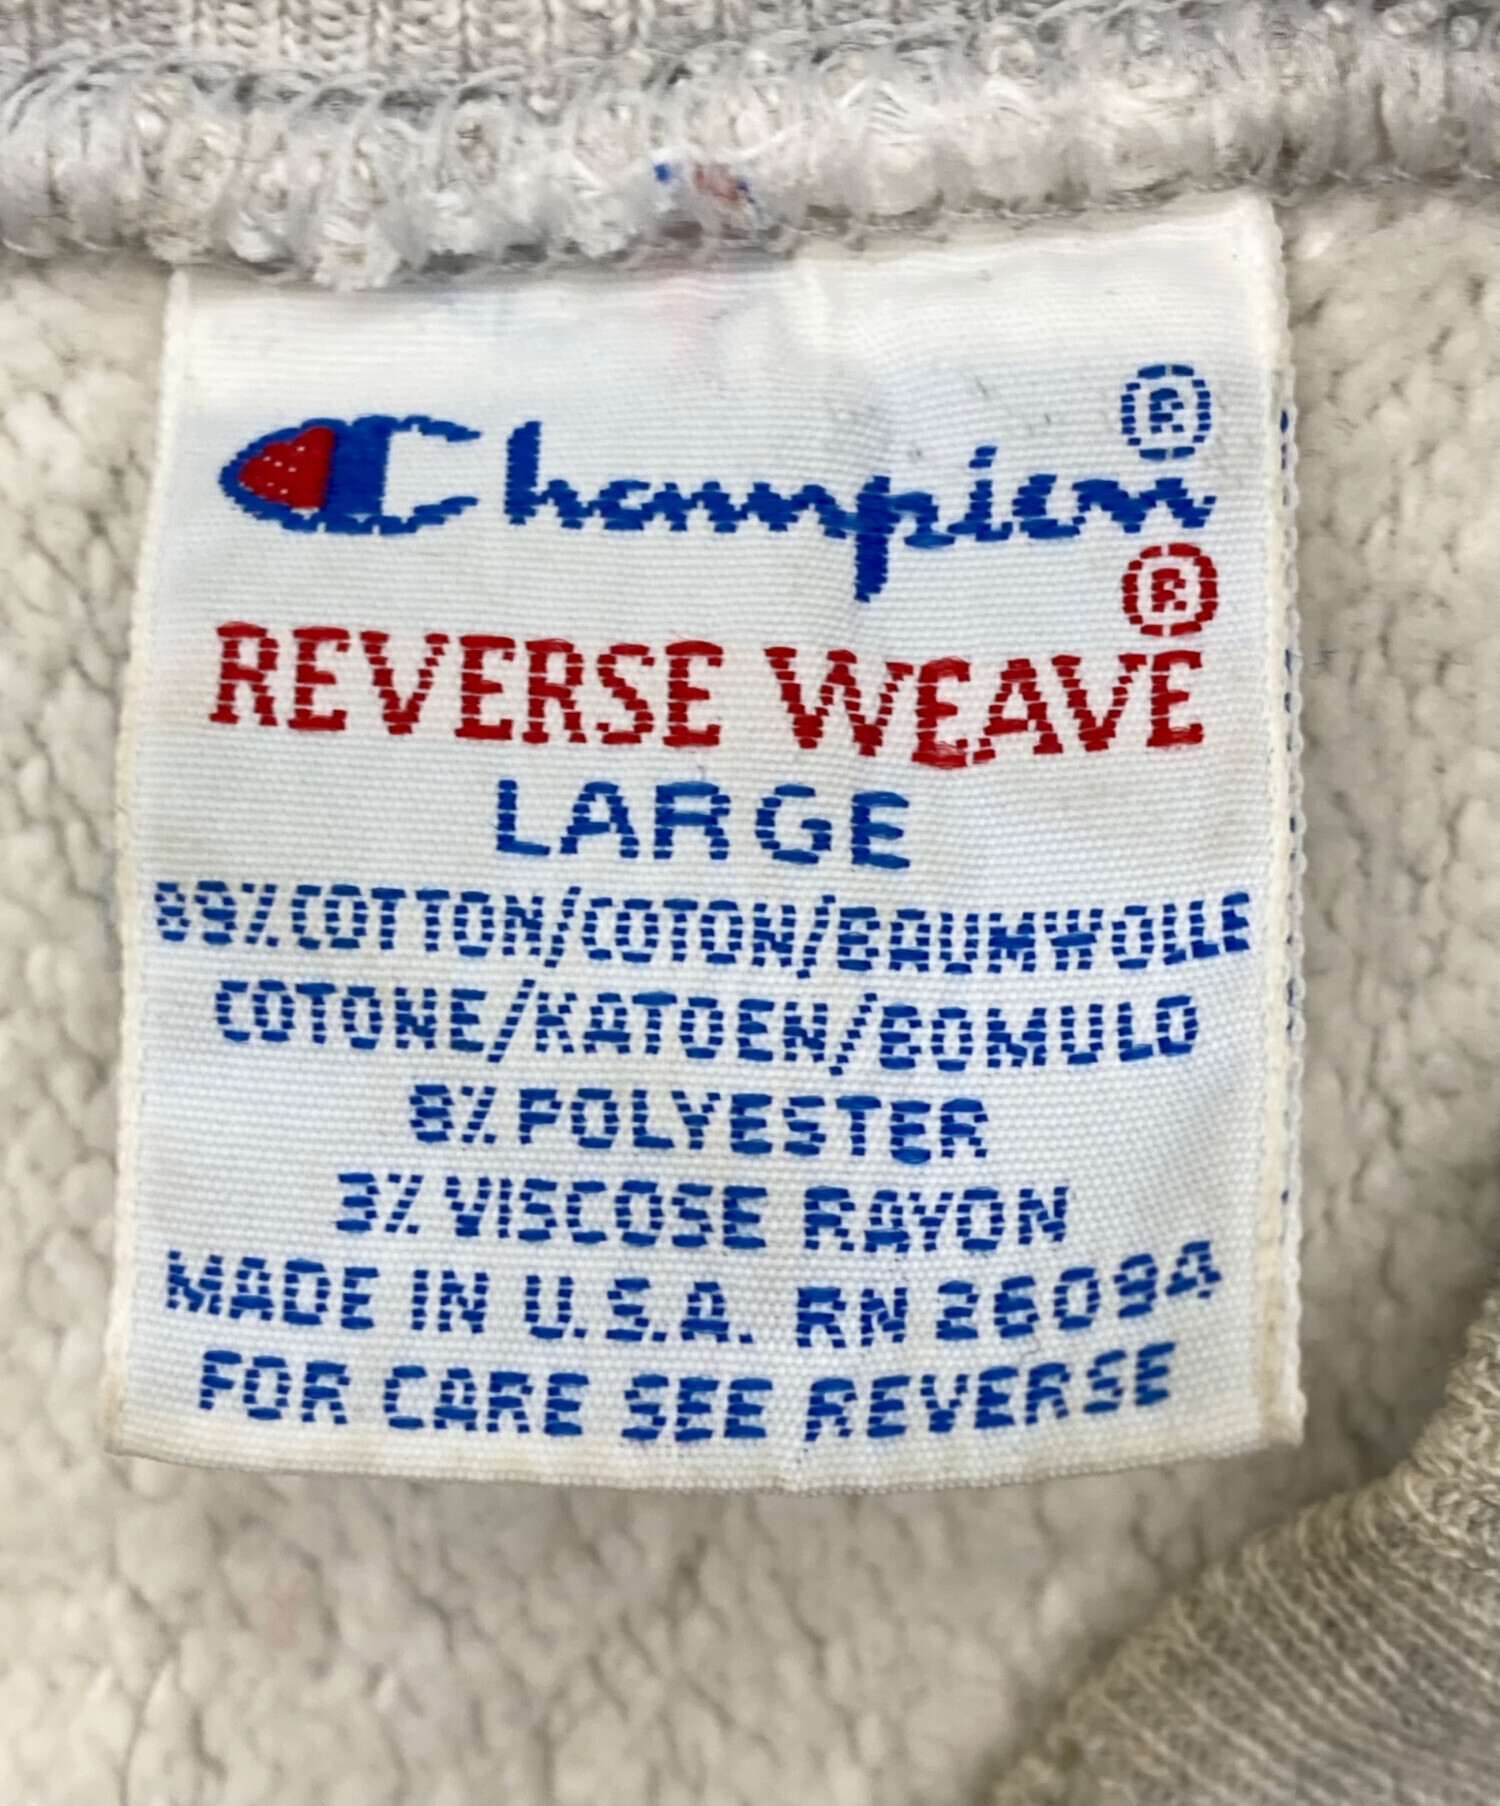 Champion®
REVERSE WEAVE®
LARGE
89% COTTON/COTON/BAUMWOLLE
COTONE/KATOEN/BOMULD
8% POLYESTER
3% VISCOSE RAYON
MADE IN U.S.A. RN 26094
FOR CARE SEE REVERSE